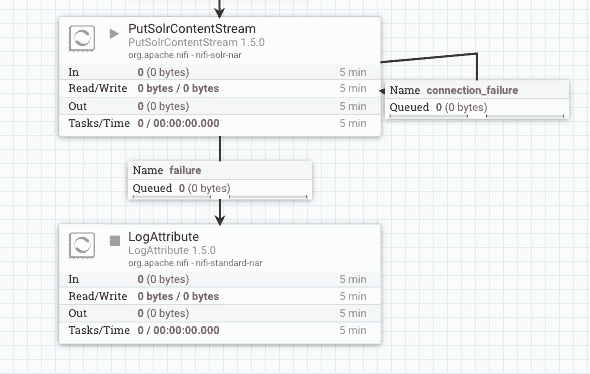 PutSolrContentStream
PutSolrContentStream 1.5.0
org.apache.nifi - nifi-solr-nar
In 0 (0 bytes) 5 min
Read/Write 0 bytes / 0 bytes 5 min
Out 0 (0 bytes) 5 min
Tasks/Time 0 / 00:00:00.000 5 min
Name connection_failure
Queued 0 (0 bytes)
Name failure
Queued 0 (0 bytes)
LogAttribute
LogAttribute 1.5.0
org.apache.nifi - nifi-standard-nar
In 0 (0 bytes) 5 min
Read/Write 0 bytes / 0 bytes 5 min
Out 0 (0 bytes) 5 min
Tasks/Time 0 / 00:00:00.000 5 min